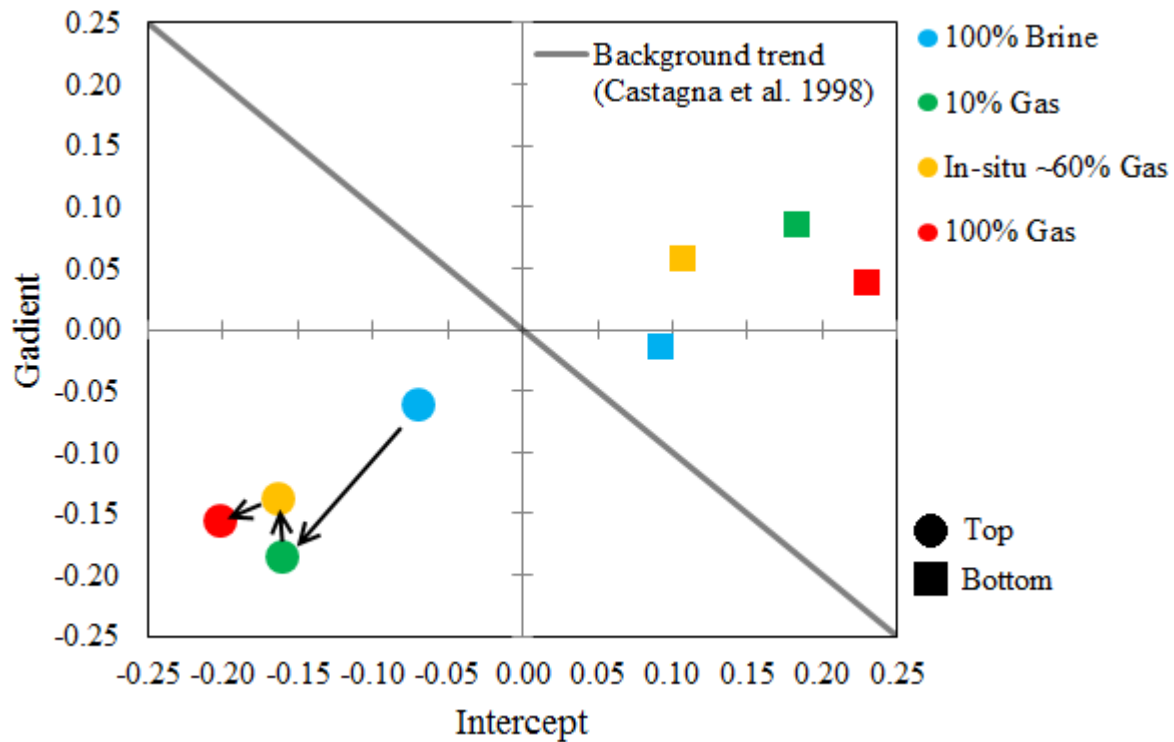 0.25
0.20
0.15
0.10
0.05
0.00
-0.05
-0.10
-0.15
-0.20
-0.25
Gadient
-0.25 -0.20 -0.15 -0.10 -0.05 0.00 0.05 0.10 0.15 0.20 0.25
Intercept
Background trend
(Castagna et al. 1998)
100% Brine
10% Gas
In-situ ~60% Gas
100% Gas
Top
Bottom